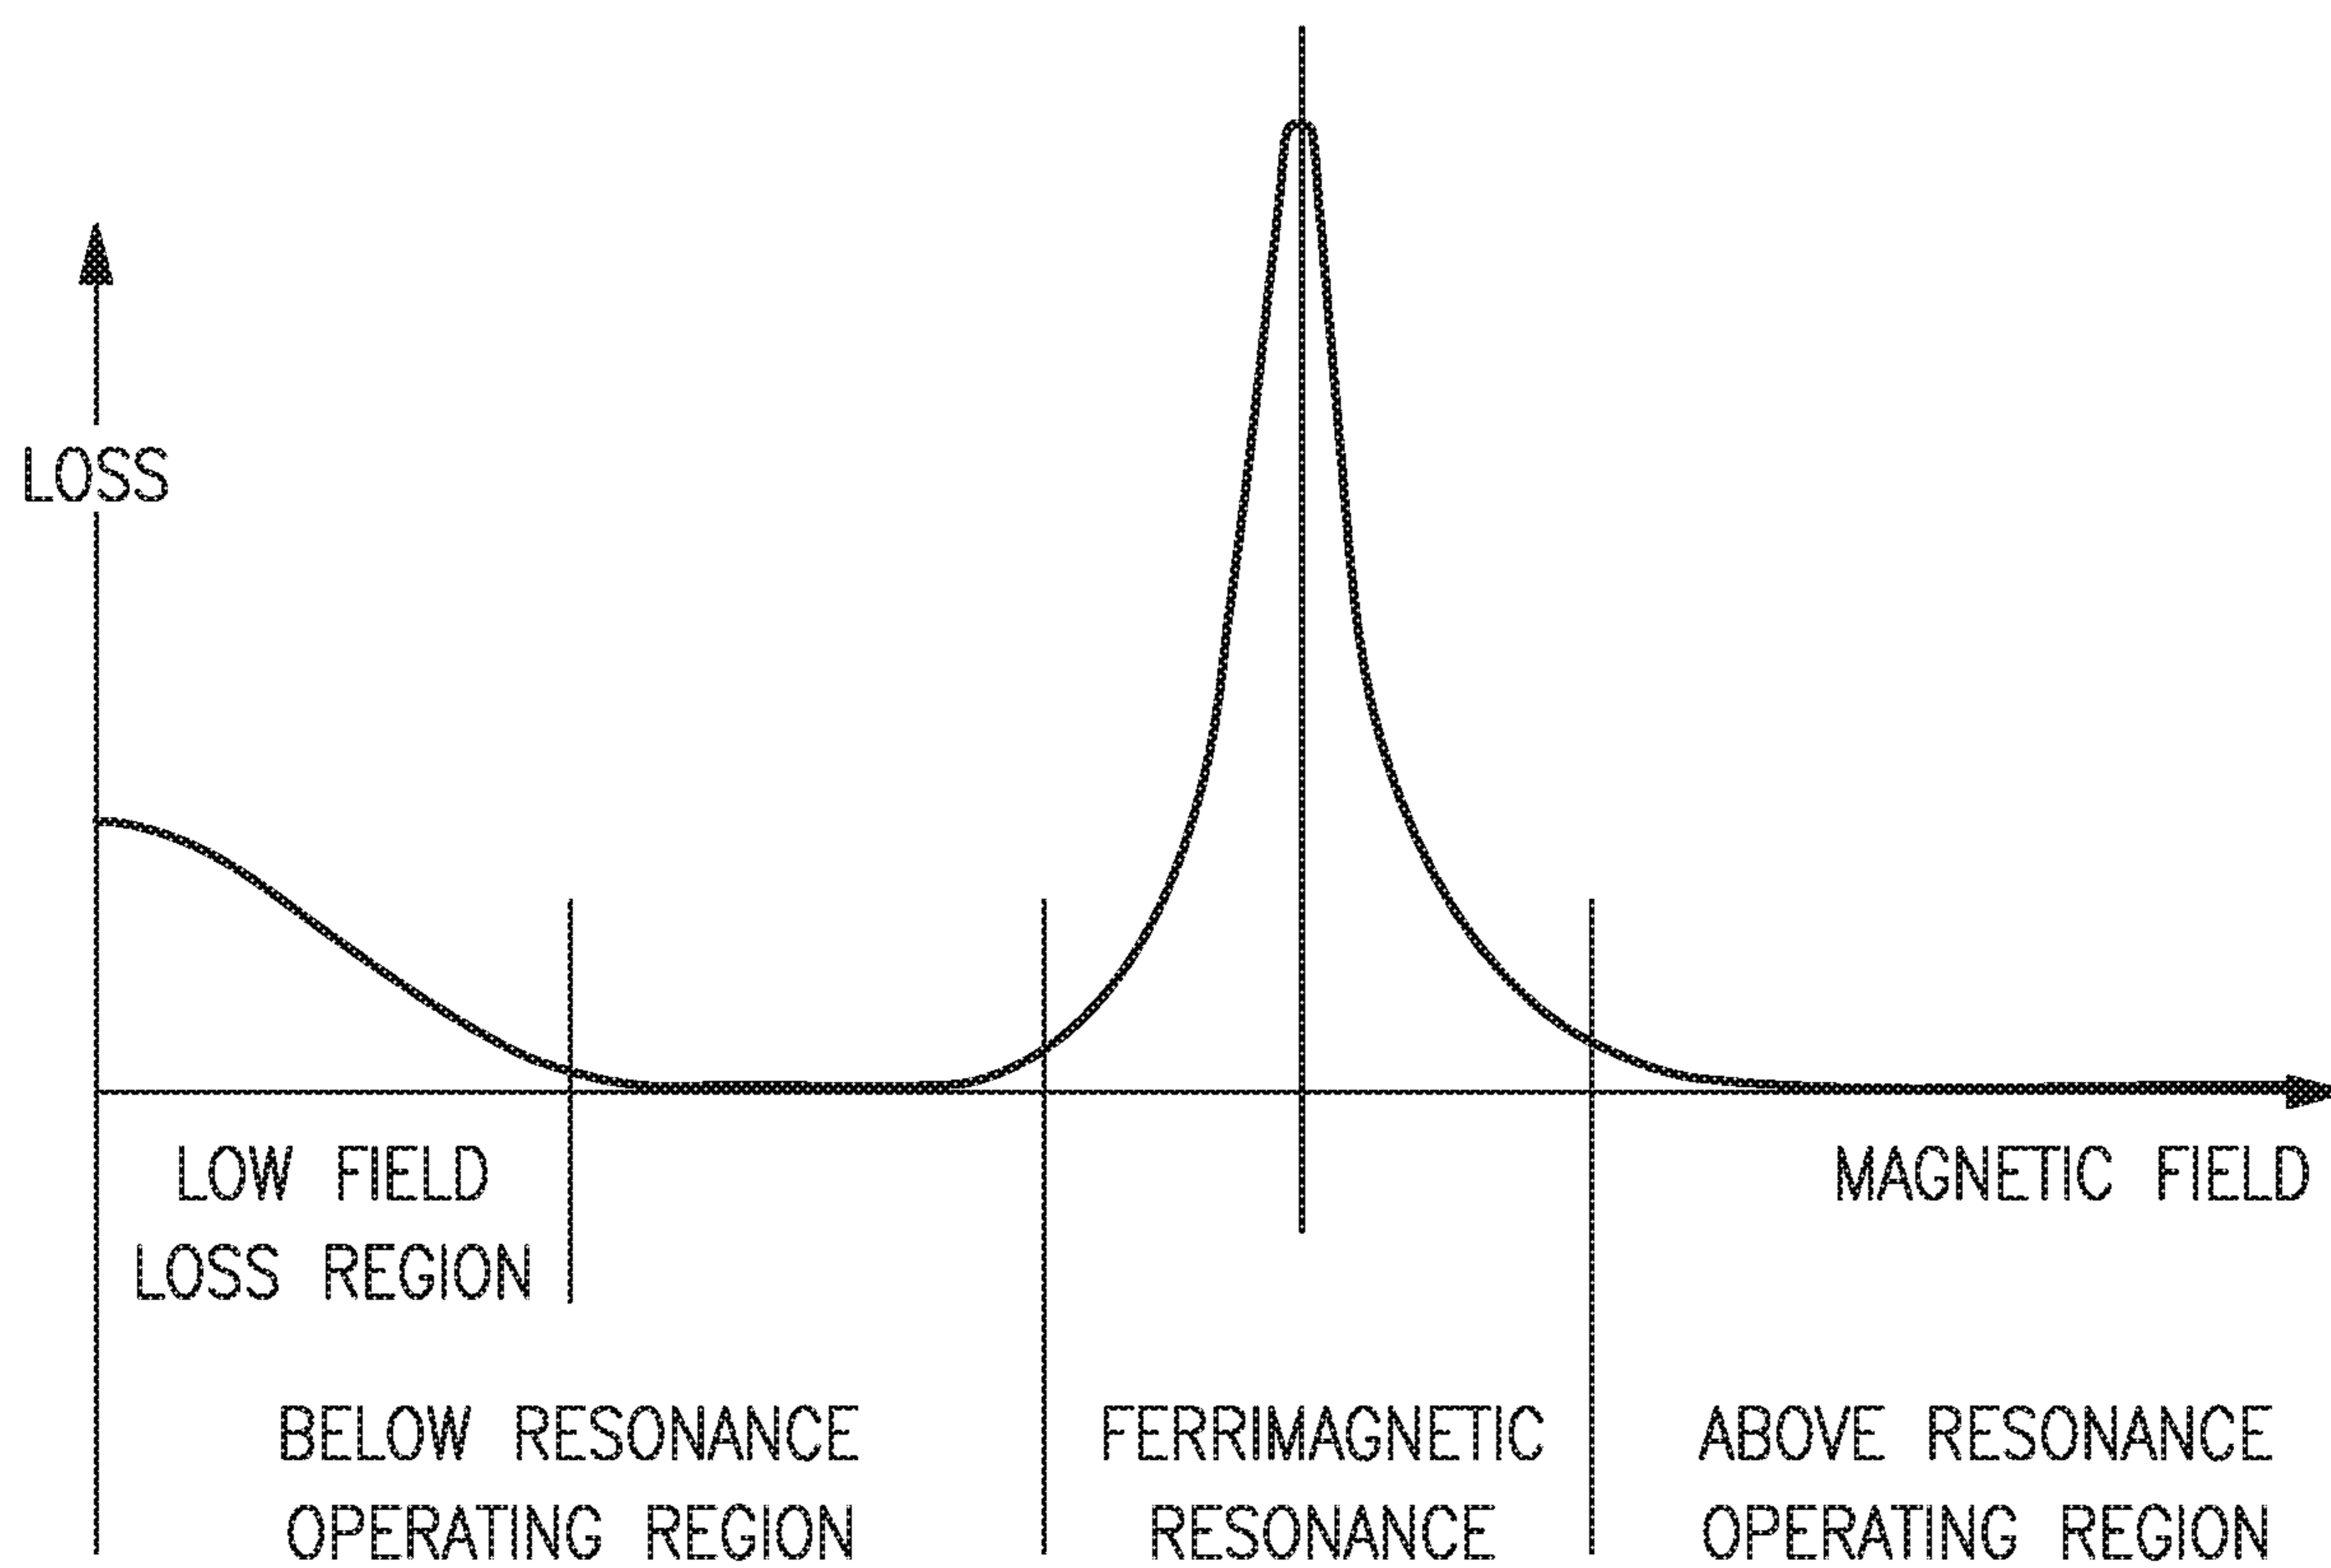 LOSS
LOW FIELD
LOSS REGION
MAGNETIC FIELD
BELOW RESONANCE
OPERATING REGION
FERRIMAGNETIC
RESONANCE
ABOVE RESONANCE
OPERATING REGION